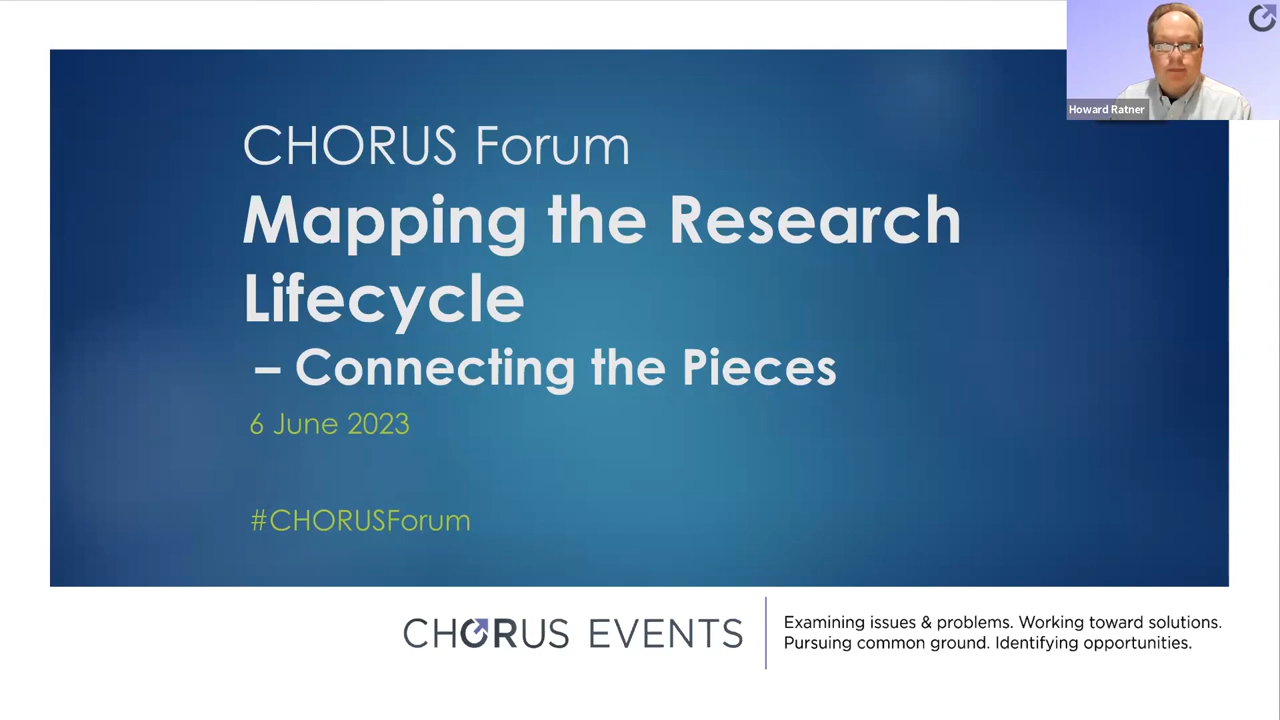 Howard Ratner
CHORUS Forum
Mapping the Research
Lifecycle
– Connecting the Pieces
6 June 2023
#CHORUSForum
CHORUS EVENTS
Examining issues & problems. Working toward solutions.
Pursuing common ground. Identifying opportunities.